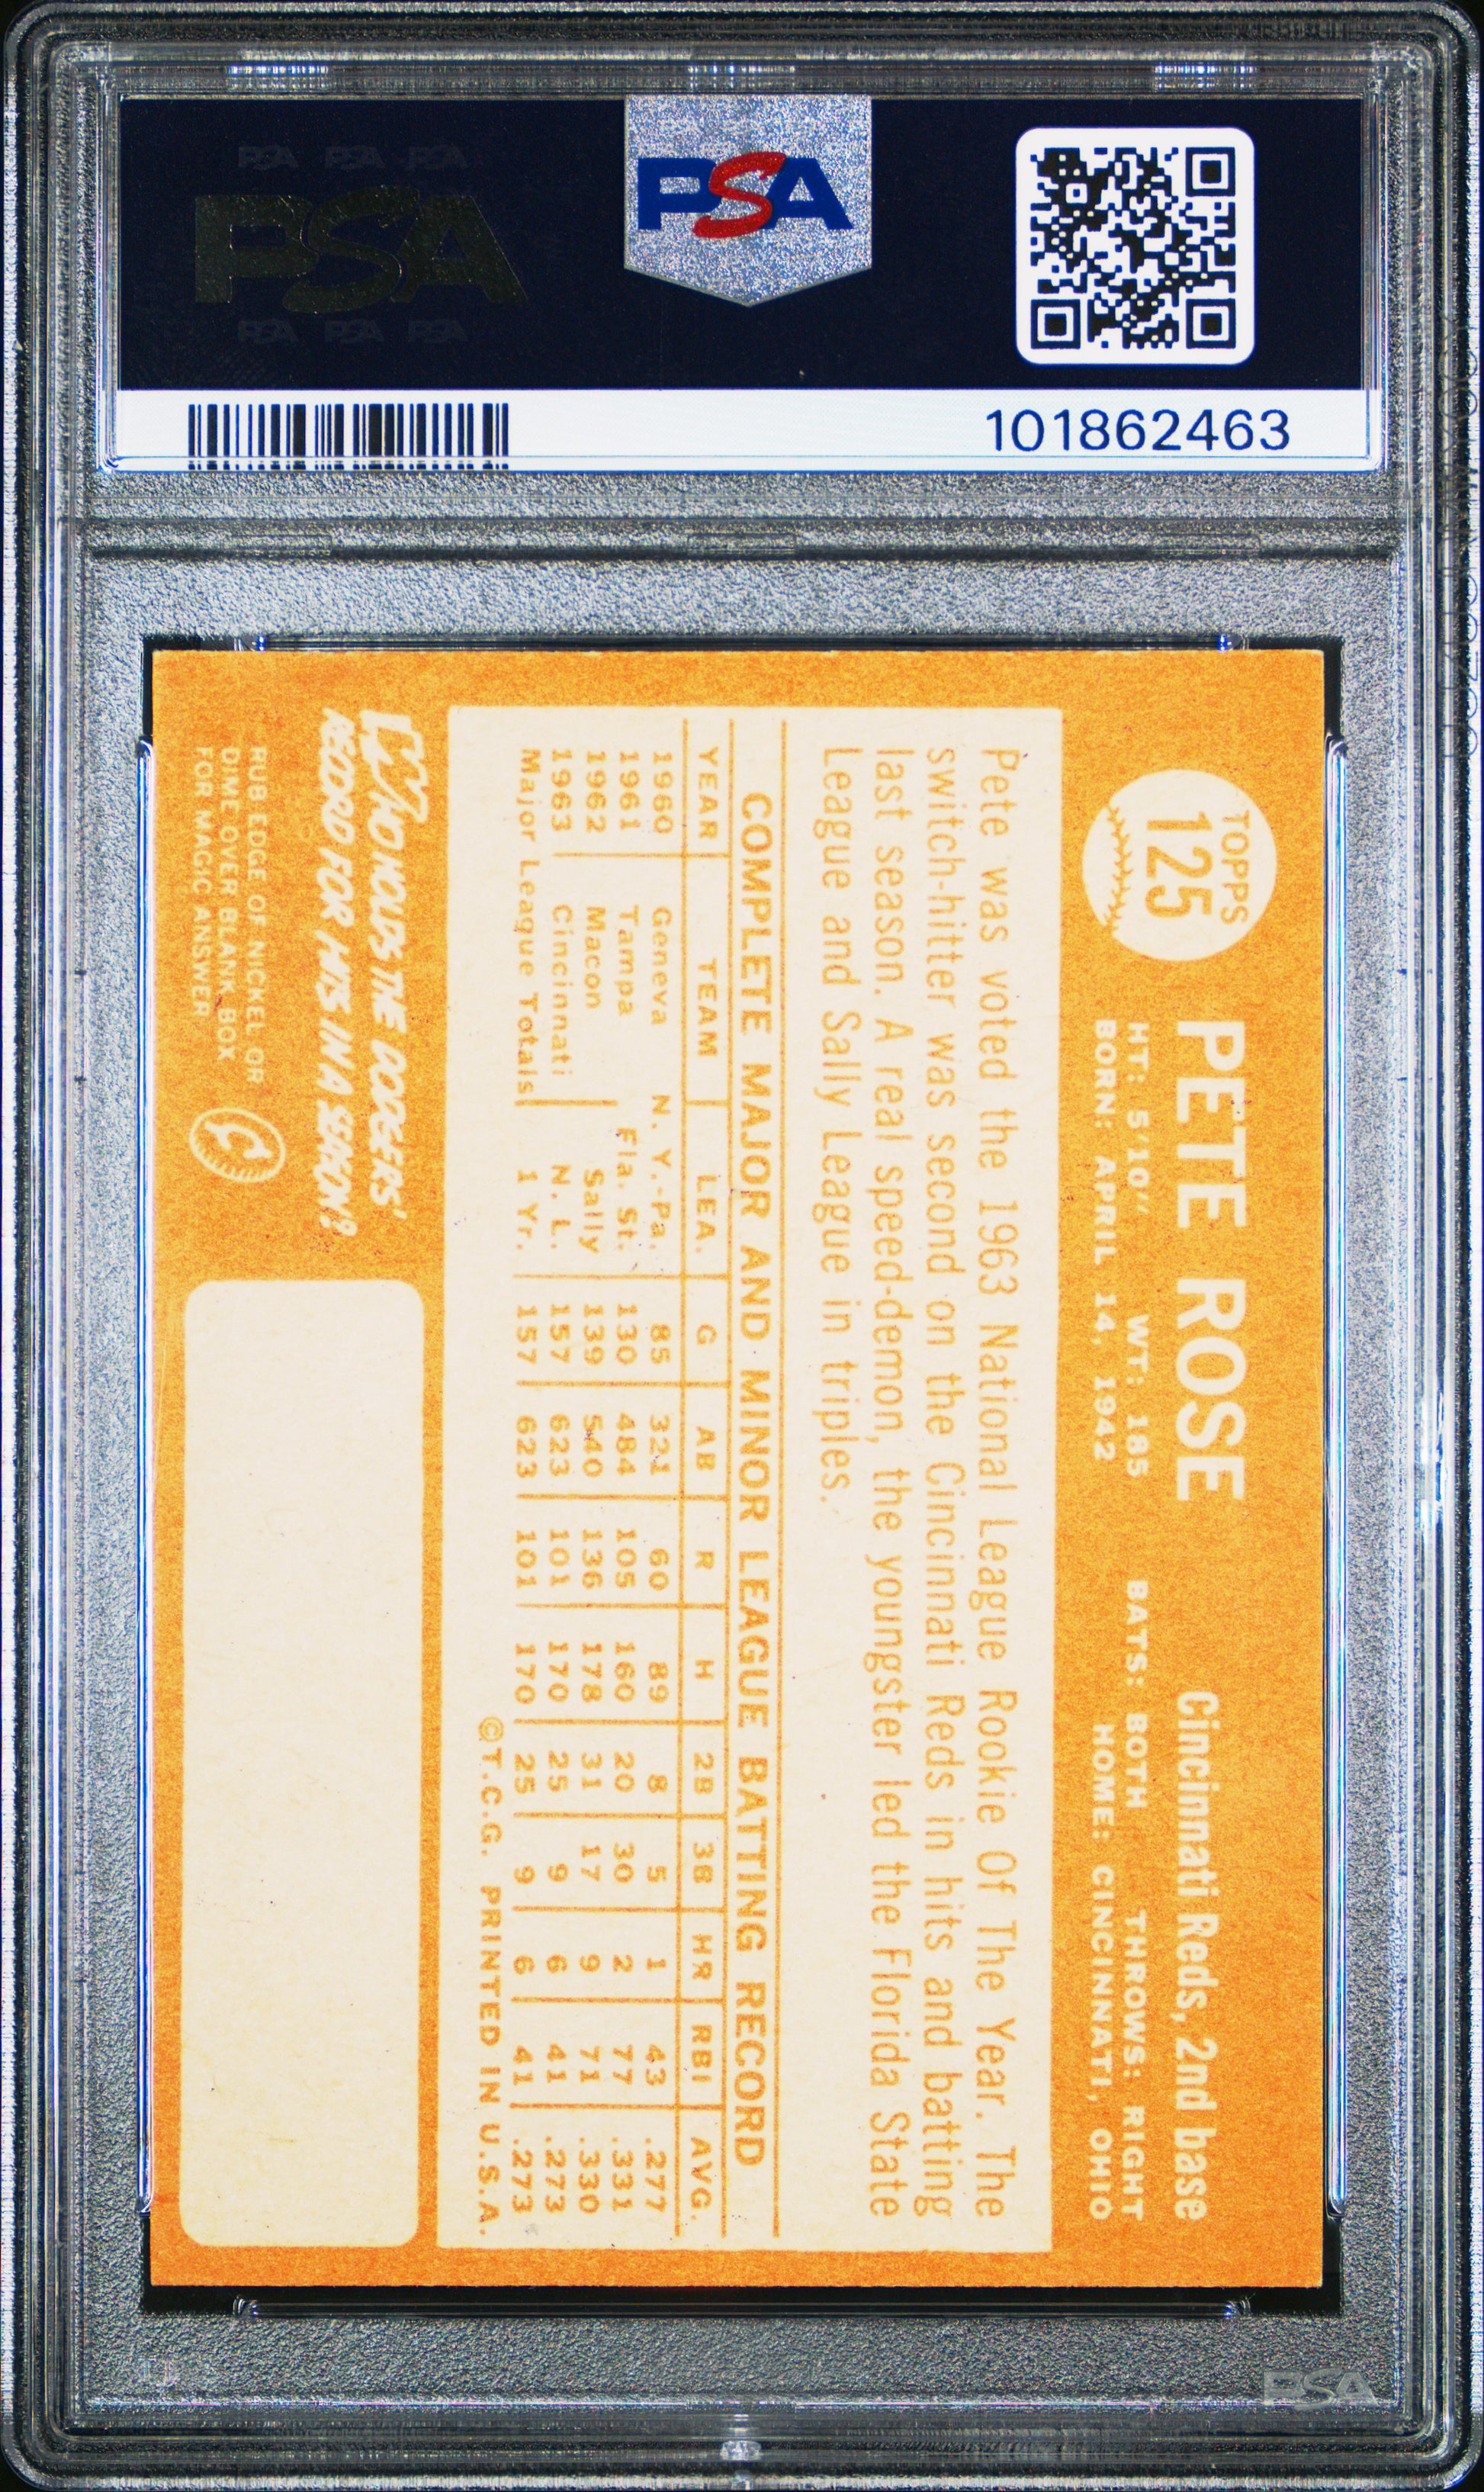 PSA PSA PSA
PSA
PSA PSA PSA
PSA
101862463
TOPPS
125
PETE ROSE Cincinnati Reds, 2nd base
HT: 5'10" WT: 185 BATS: BOTH THROWS: RIGHT
BORN: APRIL 14, 1942 HOME: CINCINNATI, OHIO
Pete was voted the 1963 National League Rookie Of The Year. The
switch-hitter was second on the Cincinnati Reds in hits and batting
last season. A real speed-demon, the youngster led the Florida State
League and Sally League in triples.
COMPLETE MAJOR AND MINOR LEAGUE BATTING RECORD
YEAR TEAM LEA. G AB R H 2B 3B HR RBI AVG.
1960 Geneva N. Y.-Pa. 85 321 60 89 8 5 1 43 .277
1961 Tampa Fla. St. 130 484 105 160 20 30 2 77 .331
1962 Macon Sally 139 540 136 178 31 17 9 71 .330
1963 Cincinnati N. L. 157 623 101 170 25 9 6 41 .273
Major League Totals 1 Yr. 157 623 101 170 25 9 6 41 .273
©T.C.G. PRINTED IN U.S.A.
WHO HOLDS THE DODGERS'
RECORD FOR HITS IN A SEASON?
RUB EDGE OF NICKEL OR
DIME OVER BLANK BOX
FOR MAGIC ANSWER
PSA